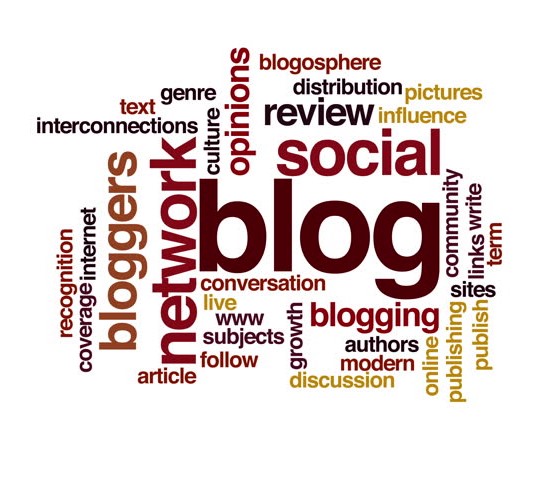 blogosphere
opinions
distribution
pictures
genre
text
review
influence
interconnections
culture
social
network
bloggers
blog
community
write
links
term
recognition
internet
coverage
conversation
sites
live
www
growth
blogging
subjects
authors
online
publishing
publish
follow
modern
article
discussion